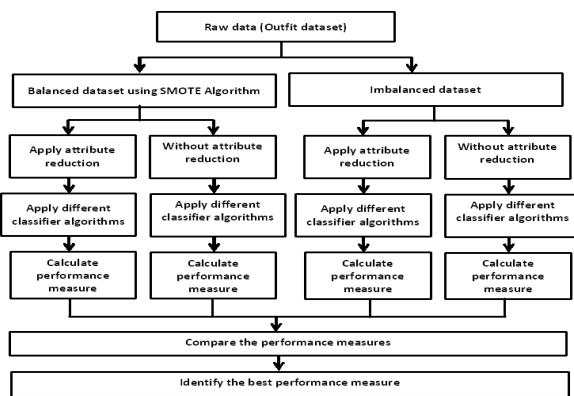 Raw data (Outfit dataset)
Balanced dataset using SMOTE Algorithm
Imbalanced dataset
Apply attribute
reduction
Without attribute
reduction
Apply attribute
reduction
Without attribute
reduction
Apply different
classifier algorithms
Apply different
classifier algorithms
Apply different
classifier algorithms
Apply different
classifier algorithms
Calculate
performance
measure
Calculate
performance
measure
Calculate
performance
measure
Calculate
performance
measure
Compare the performance measures
Identify the best performance measure